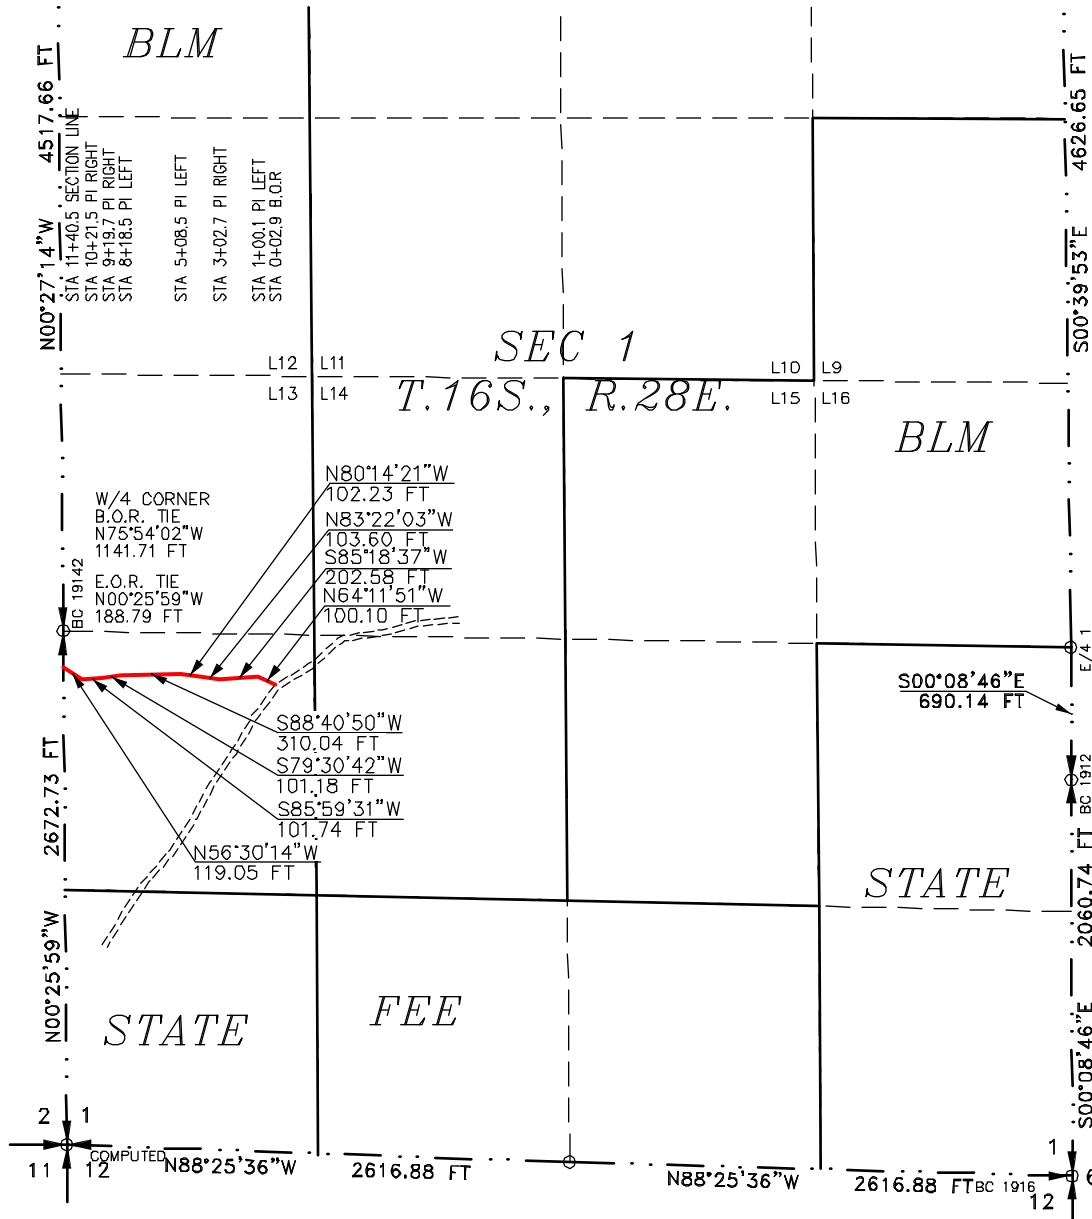 BLM
N00°27'14"W 4517.66 FT
STA 11+40.5 SECTION LINE
STA 10+21.5 PI RIGHT
STA 9+19.7 PI RIGHT
STA 8+18.5 PI LEFT
STA 5+08.5 PI LEFT
STA 3+02.7 PI RIGHT
STA 1+00.1 PI LEFT
STA 0+02.9 B.O.R
S00°39'53"E 4626.65 FT
SEC 1
T.16S., R.28E.
L12 L11
L13 L14
L10 L9
L15 L16
BLM
W/4 CORNER
B.O.R. TIE
N75°54'02"W
1141.71 FT
E.O.R. TIE
N00°25'59"W
188.79 FT
BC 19142
N80°14'21"W
102.23 FT
N83°22'03"W
103.60 FT
S85°18'37"W
202.58 FT
N64°11'51"W
100.10 FT
S88°40'50"W
310.04 FT
S79°30'42"W
101.18 FT
S85°59'31"W
101.74 FT
N56°30'14"W
119.05 FT
E/4 1
S00°08'46"E
690.14 FT
BC 1912
N00°25'59"W 2672.73 FT
S00°08'46"E 2060.74 FT
STATE
STATE
FEE
2 1
11 12
COMPUTED
N88°25'36"W 2616.88 FT
N88°25'36"W 2616.88 FT
BC 1916
1 6
12